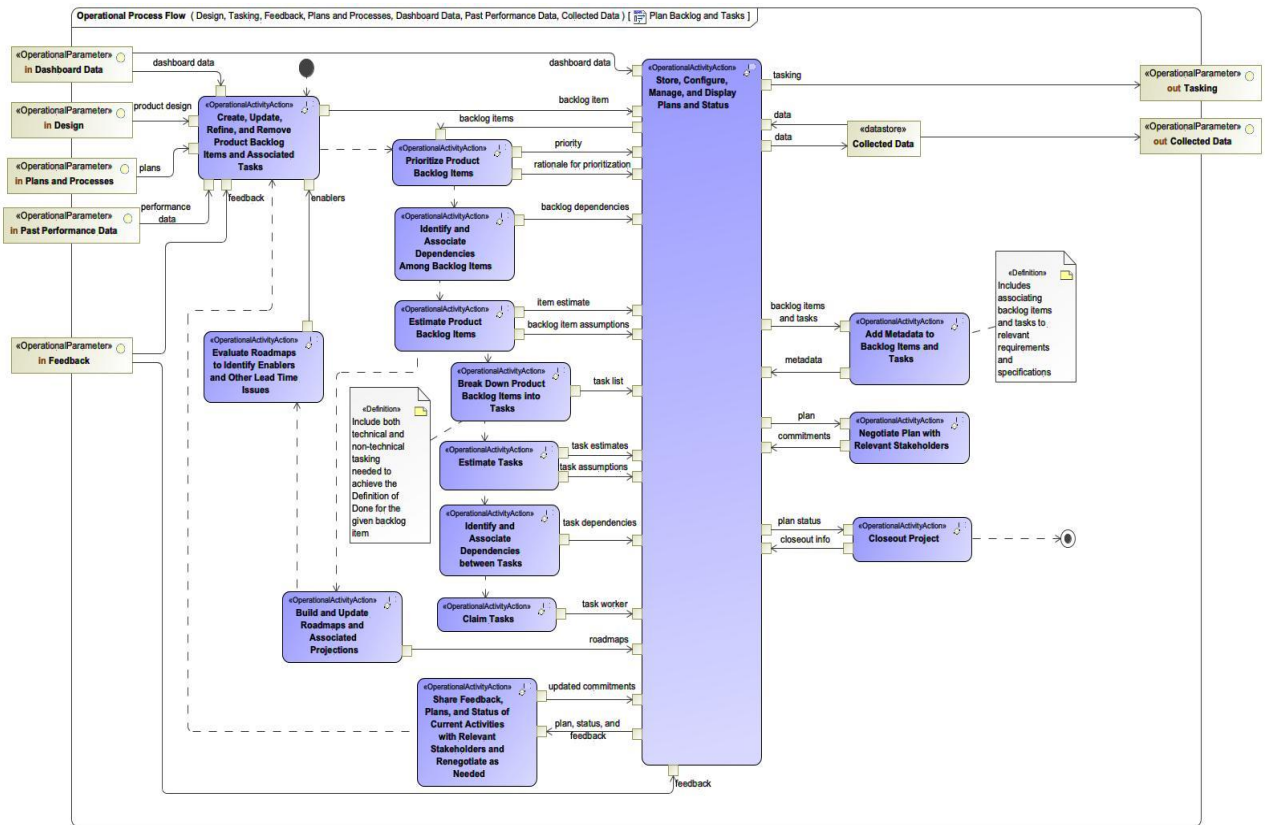 Operational Process Flow ( Design, Tasking, Feedback, Plans and Processes, Dashboard Data, Past Performance Data, Collected Data ) [ Plan Backlog and Tasks ]
«OperationalParameter»
in Dashboard Data
dashboard data
«OperationalParameter»
in Design
product design
«OperationalParameter»
in Plans and Processes
plans
«OperationalParameter»
in Past Performance Data
performance
data
«OperationalParameter»
in Feedback
feedback
enablers
«OperationalActivityAction»
Create, Update,
Refine, and Remove
Product Backlog
Items and Associated
Tasks
dashboard data
backlog item
backlog items
«OperationalActivityAction»
Prioritize Product
Backlog Items
priority
rationale for prioritization
«OperationalActivityAction»
Identify and
Associate
Dependencies
Among Backlog Items
backlog dependencies
«OperationalActivityAction»
Estimate Product
Backlog Items
item estimate
backlog item assumptions
«OperationalActivityAction»
Evaluate Roadmaps
to Identify Enablers
and Other Lead Time
Issues
«OperationalActivityAction»
Break Down Product
Backlog Items into
Tasks
task list
«Definition»
Include both
technical and
non-technical
tasking
needed to
achieve the
Definition of
Done for the
given backlog
item
«OperationalActivityAction»
Estimate Tasks
task estimates
task assumptions
«OperationalActivityAction»
Identify and
Associate
Dependencies
between Tasks
task dependencies
«OperationalActivityAction»
Claim Tasks
task worker
«OperationalActivityAction»
Build and Update
Roadmaps and
Associated
Projections
roadmaps
«OperationalActivityAction»
Share Feedback,
Plans, and Status of
Current Activities
with Relevant
Stakeholders and
Renegotiate as
Needed
updated commitments
plan, status, and
feedback
feedback
«OperationalActivityAction»
Store, Configure,
Manage, and Display
Plans and Status
tasking
«OperationalParameter»
out Tasking
data
data
«datastore»
Collected Data
«OperationalParameter»
out Collected Data
backlog items
and tasks
metadata
«OperationalActivityAction»
Add Metadata to
Backlog Items and
Tasks
«Definition»
Includes
associating
backlog items
and tasks to
relevant
requirements
and
specifications
plan
commitments
«OperationalActivityAction»
Negotiate Plan with
Relevant Stakeholders
plan status
closeout info
«OperationalActivityAction»
Closeout Project